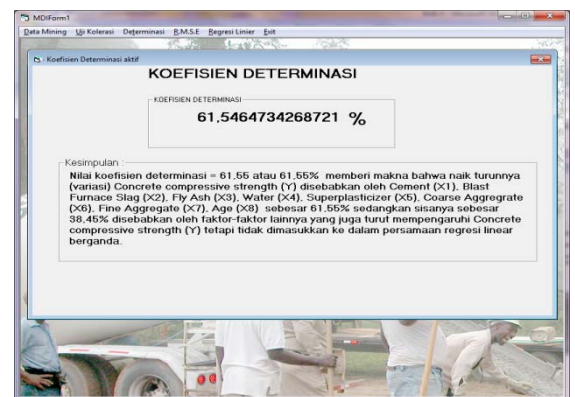 MDIForm1
Data Mining Uji Kolerasi Determinasi R.M.S.E Regresi Linier Exit
Koefisien Determinasi aktif
KOEFISIEN DETERMINASI
KOEFISIEN DETERMINASI
61,5464734268721 %
Kesimpulan :
Nilai koefisien determinasi = 61,55 atau 61,55% memberi makna bahwa naik turunnya
(variasi) Concrete compressive strength (Y) disebabkan oleh Cement (X1), Blast
Furnace Slag (X2), Fly Ash (X3), Water (X4), Superplasticizer (X5), Coarse Aggregrate
(X6), Fine Aggregate (X7), Age (X8) sebesar 61,55% sedangkan sisanya sebesar
38,45% disebabkan oleh faktor-faktor lainnya yang juga turut mempengaruhi Concrete
compressive strength (Y) tetapi tidak dimasukkan ke dalam persamaan regresi linear
berganda.